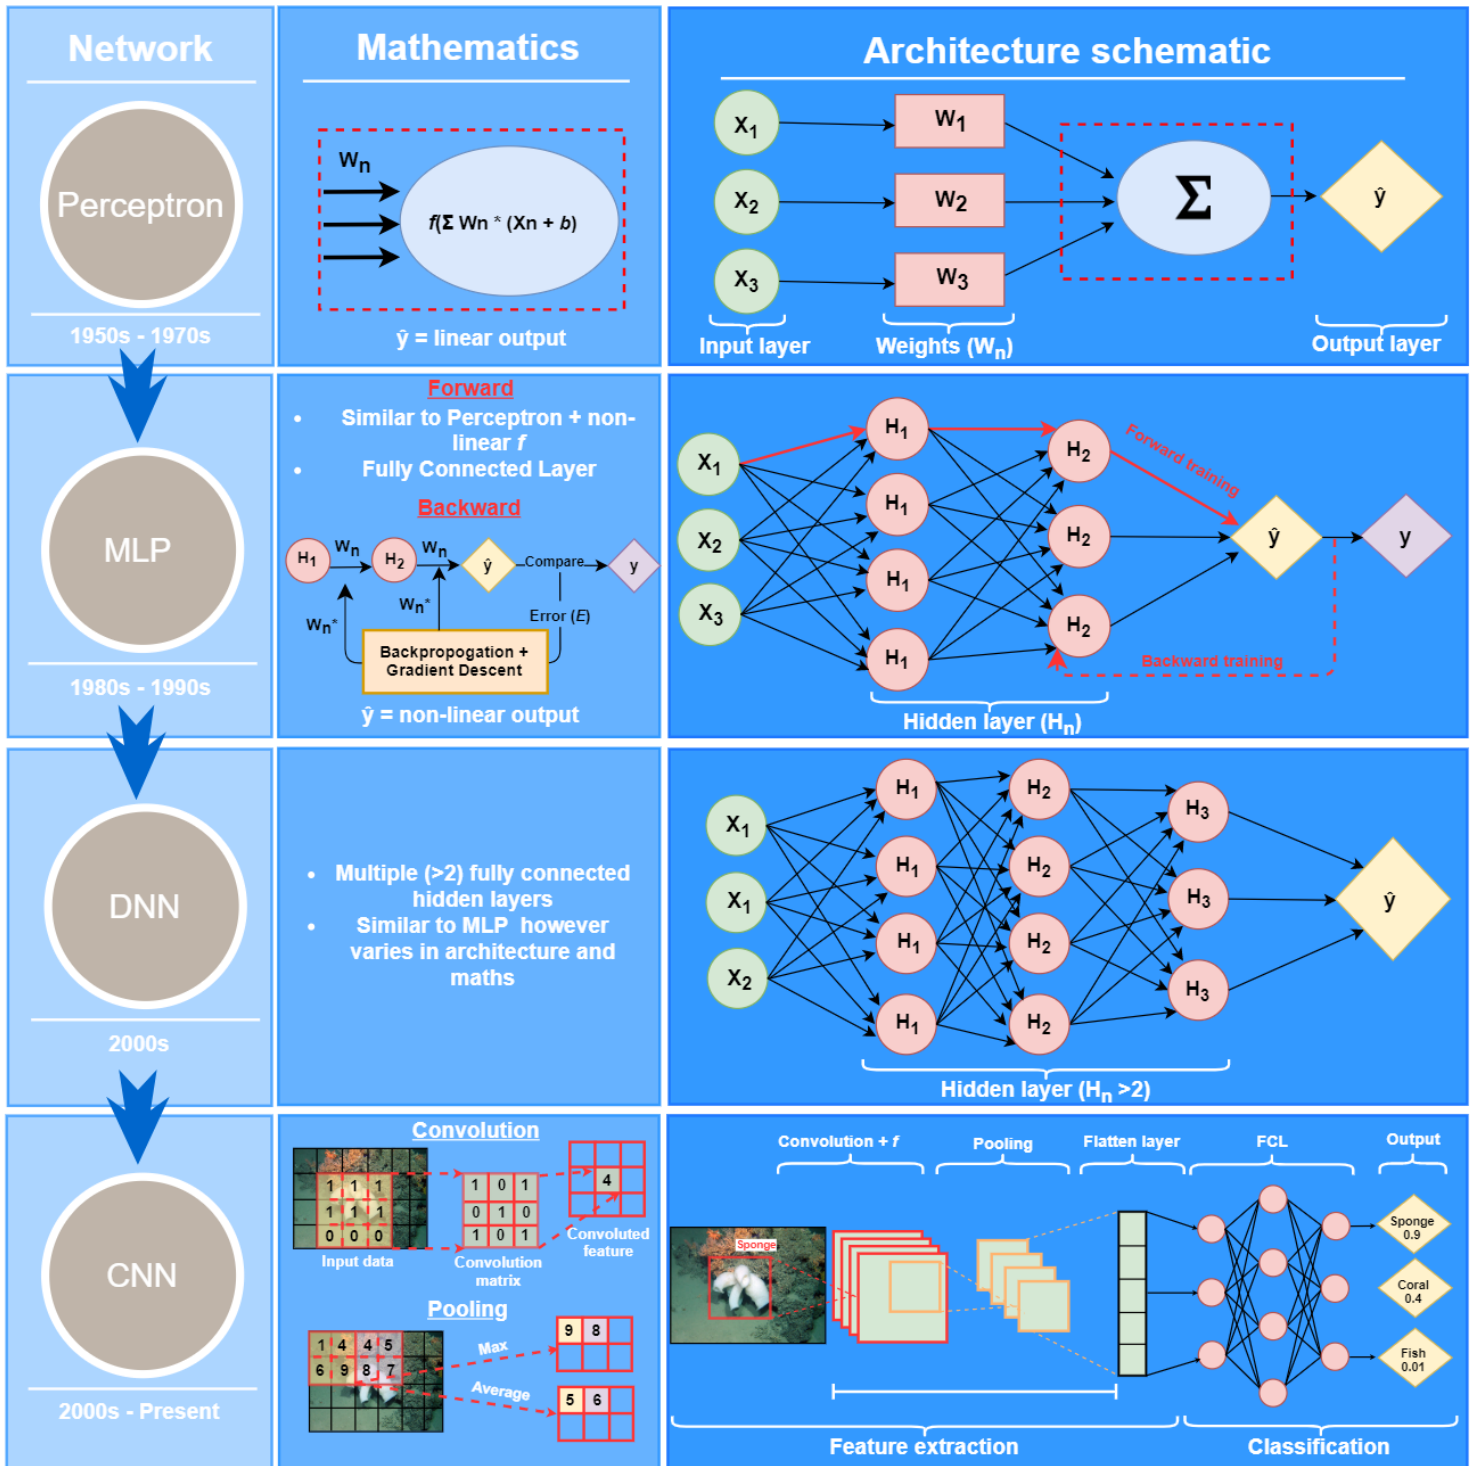 Network
Mathematics
Architecture schematic
Perceptron
1950s - 1970s
Wn
f(Σ Wn * (Xn + b)
ŷ = linear output
X1
W1
X2
W2
Σ
ŷ
X3
W3
Input layer
Weights (Wn)
Output layer
MLP
1980s - 1990s
Forward
• Similar to Perceptron + non-
linear f
• Fully Connected Layer
Backward
H1
Wn
H2
Wn
ŷ
Compare
y
Wn*
Wn*
Error (E)
Backpropogation +
Gradient Descent
ŷ = non-linear output
X1
X2
X3
H1
H1
H1
H1
H2
H2
H2
Forward training
ŷ
y
Backward training
Hidden layer (Hn)
DNN
2000s
• Multiple (>2) fully connected
hidden layers
• Similar to MLP however
varies in architecture and
maths
X1
X1
X2
H1
H1
H1
H1
H2
H2
H2
H2
H3
H3
H3
ŷ
Hidden layer (Hn >2)
CNN
2000s - Present
Convolution
1 1 1
1 1 1
0 0 0
Input data
1 0 1
0 1 0
1 0 1
Convolution
matrix
4
Convoluted
feature
Pooling
1 4 4 5
6 9 8 7
Max
9 8
Average
5 6
Convolution + f
Pooling
Flatten layer
FCL
Output
Sponge
Sponge
0.9
Coral
0.4
Fish
0.01
Feature extraction
Classification